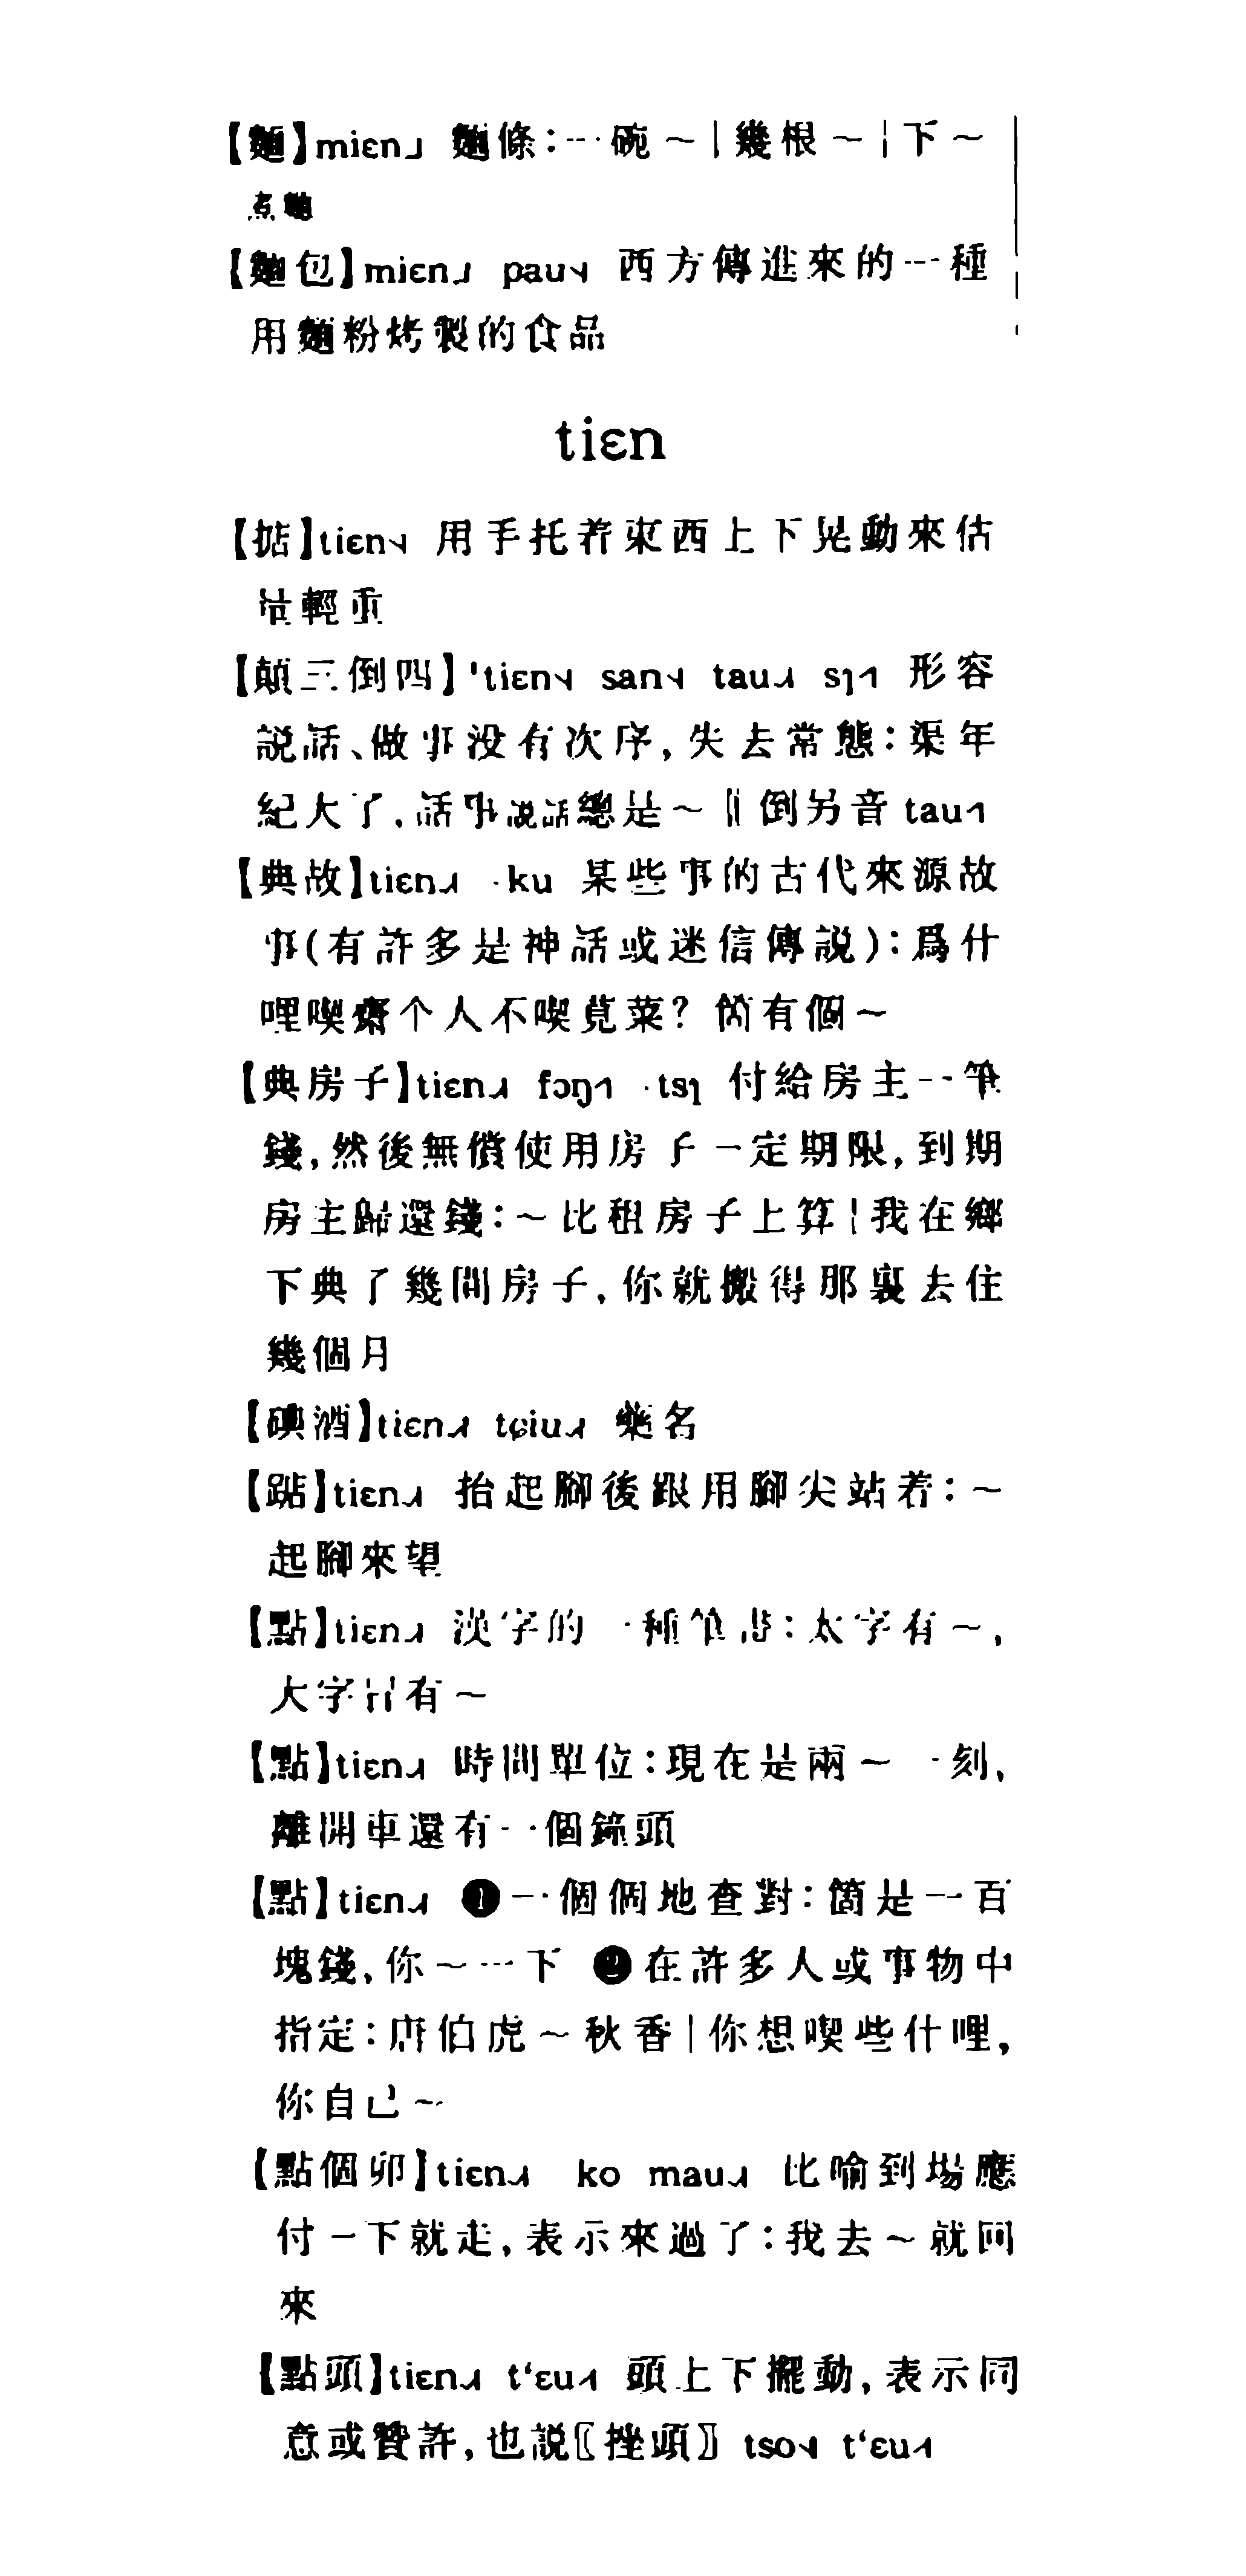 【麵】miɛn˩ 麵條：一碗～｜幾根～｜下～
煮麵
【麵包】miɛn˩ pau˧˩ 西方傳進來的一種
用麵粉烤製的食品
tiɛn
【掂】tiɛn˧˩ 用手托着東西上下晃動來估
估輕重
【顛三倒四】ˈtiɛn˧˩ san˧˩ tau˩˧ sɿ˧˥ 形容
説話、做事没有次序，失去常態：渠年
紀大了，話事説話總是～‖倒另音tau˧˥
【典故】tiɛn˩˧ ·ku 某些事的古代來源故
事（有許多是神話或迷信傳説）：爲什
哩喫齋个人不喫莧菜？箇有個～
【典房子】tiɛn˩˧ fɔŋ˧˥ ·tsɿ 付給房主一筆
錢，然後無償使用房子一定期限，到期
房主歸還錢：～比租房子上算｜我在鄉
下典了幾間房子，你就搬得那裏去住
幾個月
【碘酒】tiɛn˩˧ tɕiu˩˧ 藥名
【踮】tiɛn˩˧ 抬起腳後跟用腳尖站着：～
起腳來望
【點】tiɛn˩˧ 漢字的一種筆畫：太字有～，
大字冇有～
【點】tiɛn˩˧ 時間單位：現在是兩～一刻，
離開車還有一個鐘頭
【點】tiɛn˩˧ ❶一個個地查對：箇是一百
塊錢，你～一下 ❷在許多人或事物中
指定：唐伯虎～秋香｜你想喫些什哩，
你自己～
【點個卯】tiɛn˩˧ ko mau˩˧ 比喻到場應
付一下就走，表示來過了：我去～就回
來
【點頭】tiɛn˩˧ tʻɛu˧˥ 頭上下擺動，表示同
意或贊許，也説〖挫頭〗tso˧˩ tʻɛu˧˥